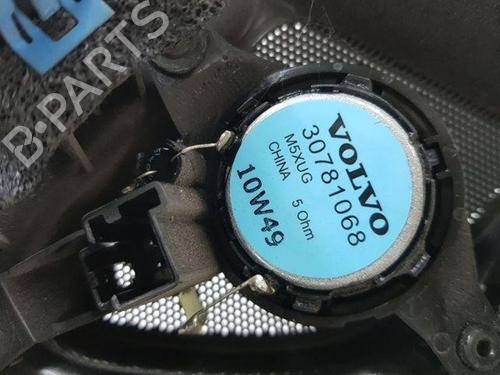 B-PARTS
VOLVO
30781068
M5XUG
CHINA 5 Ohm
10W49